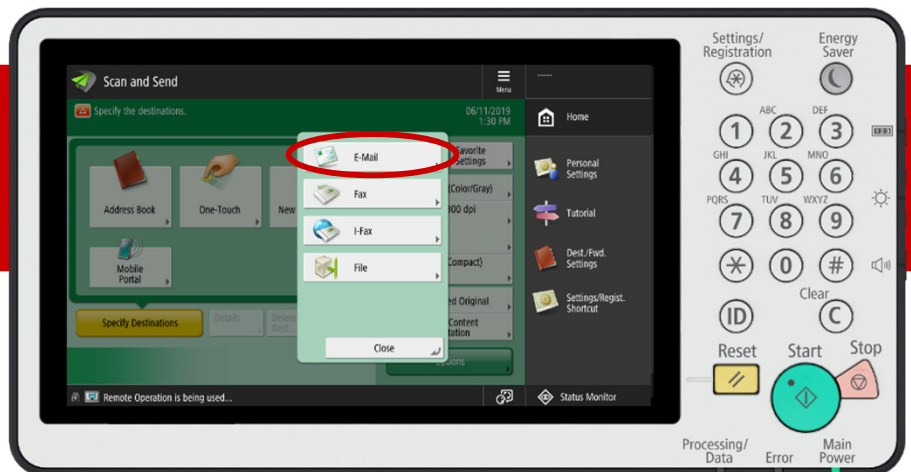 Settings/
Registration
Energy
Saver
Scan and Send
Menu
-----
Specify the destinations.
06/11/2019
1:30 PM
Home
E-Mail
Favorite
Settings
Personal
Settings
Fax
(Color/Gray)
Address Book
One-Touch
New
300 dpi
Tutorial
I-Fax
Mobile
Portal
File
Compact)
Dest./Fwd.
Settings
Settings/Regist.
Shortcut
ed Original
Specify Destinations
Details
Delete
Dest.
Content
tation
Close
Options
Remote Operation is being used...
Status Monitor
ABC
DEF
1
2
3
GHI
JKL
MNO
4
5
6
PQRS
TUV
WXYZ
7
8
9
0
#
Clear
ID
C
Reset
Start
Stop
Processing/
Data
Error
Main
Power